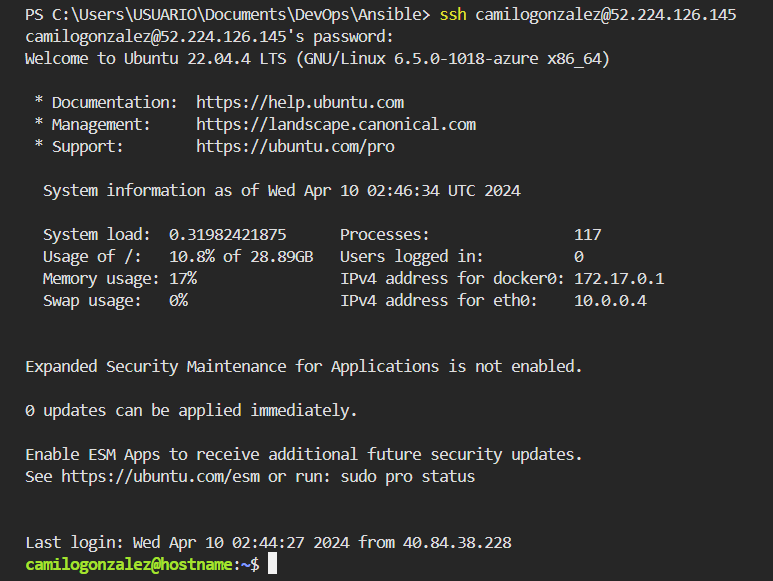 PS C:\Users\USUARIO\Documents\DevOps\Ansible> ssh camilogonzalez@52.224.126.145
camilogonzalez@52.224.126.145's password:
Welcome to Ubuntu 22.04.4 LTS (GNU/Linux 6.5.0-1018-azure x86_64)

 * Documentation:  https://help.ubuntu.com
 * Management:     https://landscape.canonical.com
 * Support:        https://ubuntu.com/pro

  System information as of Wed Apr 10 02:46:34 UTC 2024

  System load:  0.31982421875      Processes:                117
  Usage of /:   10.8% of 28.89GB   Users logged in:          0
  Memory usage: 17%                IPv4 address for docker0: 172.17.0.1
  Swap usage:   0%                 IPv4 address for eth0:    10.0.0.4


Expanded Security Maintenance for Applications is not enabled.

0 updates can be applied immediately.

Enable ESM Apps to receive additional future security updates.
See https://ubuntu.com/esm or run: sudo pro status


Last login: Wed Apr 10 02:44:27 2024 from 40.84.38.228
camilogonzalez@hostname:~$